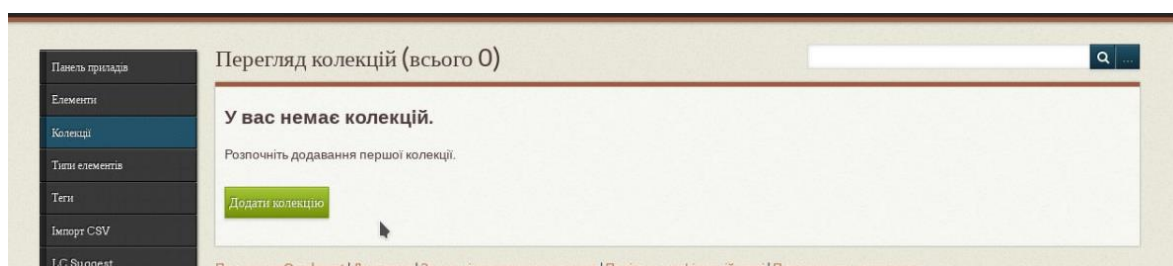 Перегляд колекцій (всього 0)
...
Панель приладів
Елементи
Колекції
Типи елементів
Теги
Імпорт CSV
LC Suggest
У вас немає колекцій.
Розпочніть додавання першої колекції.
Додати колекцію